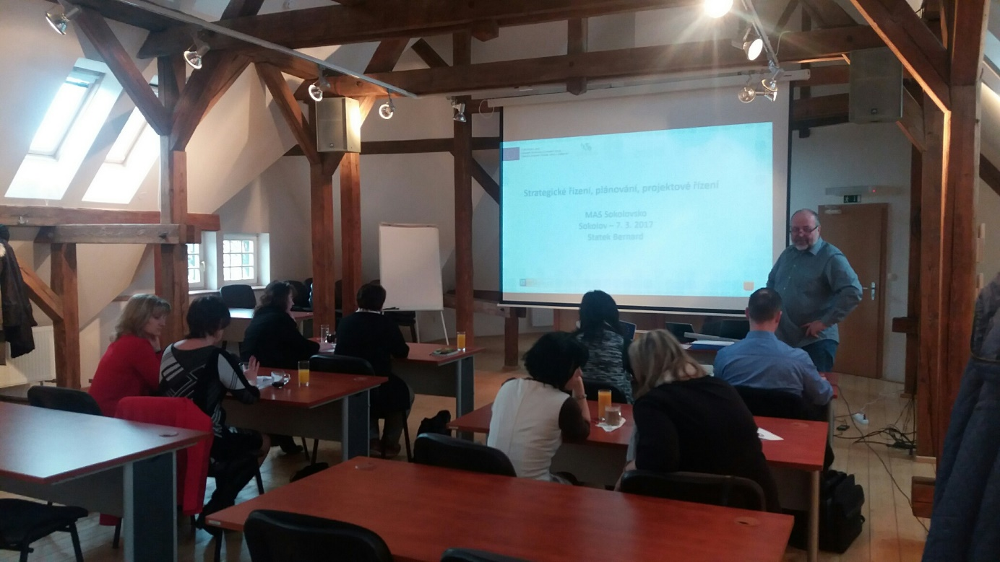 Strategické řízení, plánování, projektové řízení
MAS Sokolovsko
Sokolov – 7. 3. 2017
Statek Bernard